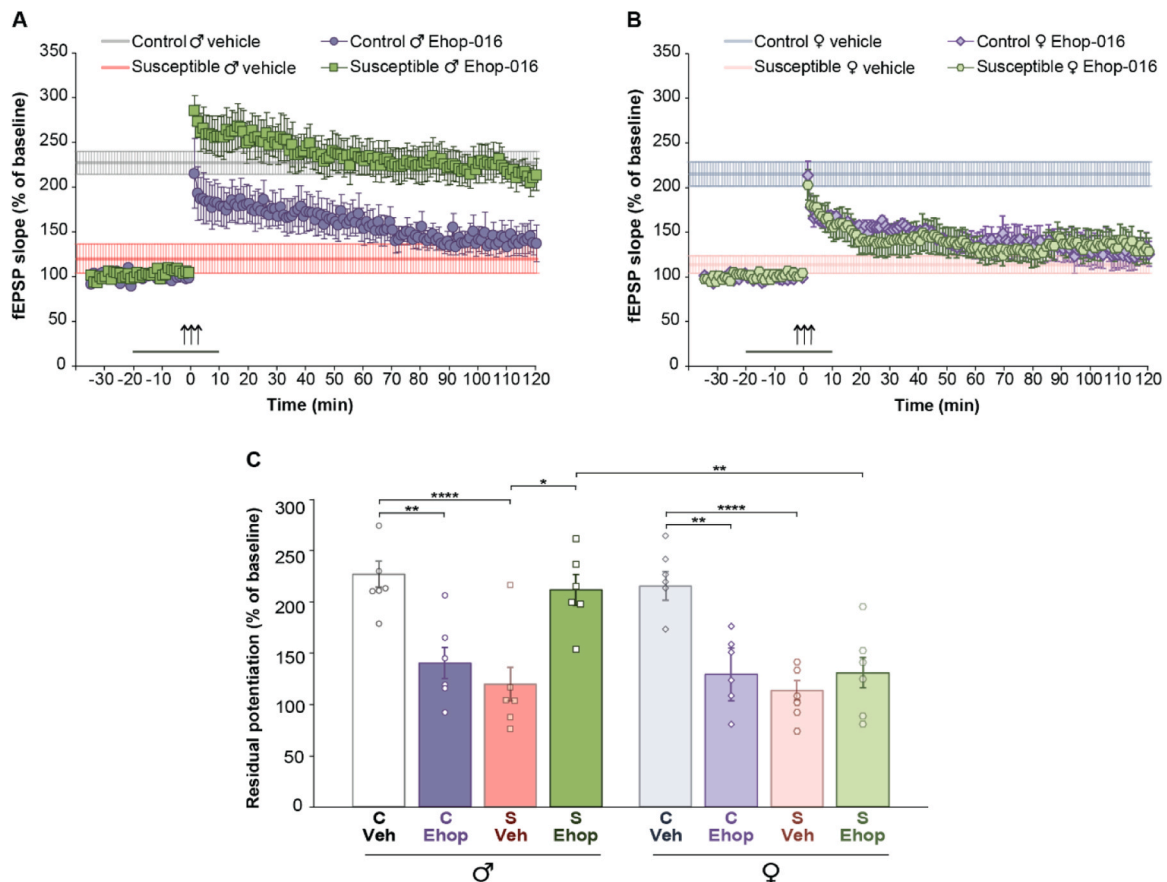 A
Control ♂ vehicle
Control ♂ Ehop-016
Susceptible ♂ vehicle
Susceptible ♂ Ehop-016
fEPSP slope (% of baseline)
350
300
250
200
150
100
50
0
-30 -20 -10 0 10 20 30 40 50 60 70 80 90 100 110 120
Time (min)
B
Control ♀ vehicle
Control ♀ Ehop-016
Susceptible ♀ vehicle
Susceptible ♀ Ehop-016
fEPSP slope (% of baseline)
350
300
250
200
150
100
50
0
-30 -20 -10 0 10 20 30 40 50 60 70 80 90 100 110 120
Time (min)
C
Residual potentiation (% of baseline)
300
250
200
150
100
50
0
**
****
*
**
**
****
C C S S C C S S
Veh Ehop Veh Ehop Veh Ehop Veh Ehop
♂ ♀